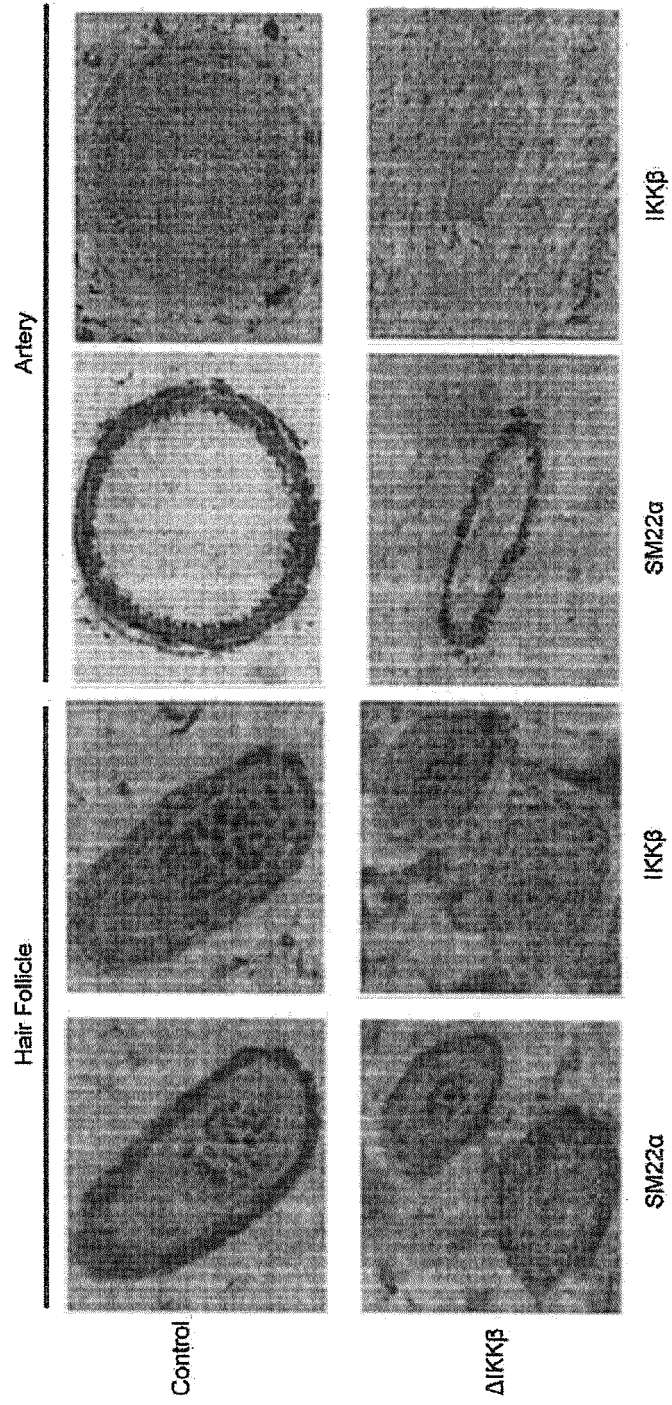 Hair Follicle
Artery
Control
ΔIKKβ
SM22α
IKKβ
SM22α
IKKβ